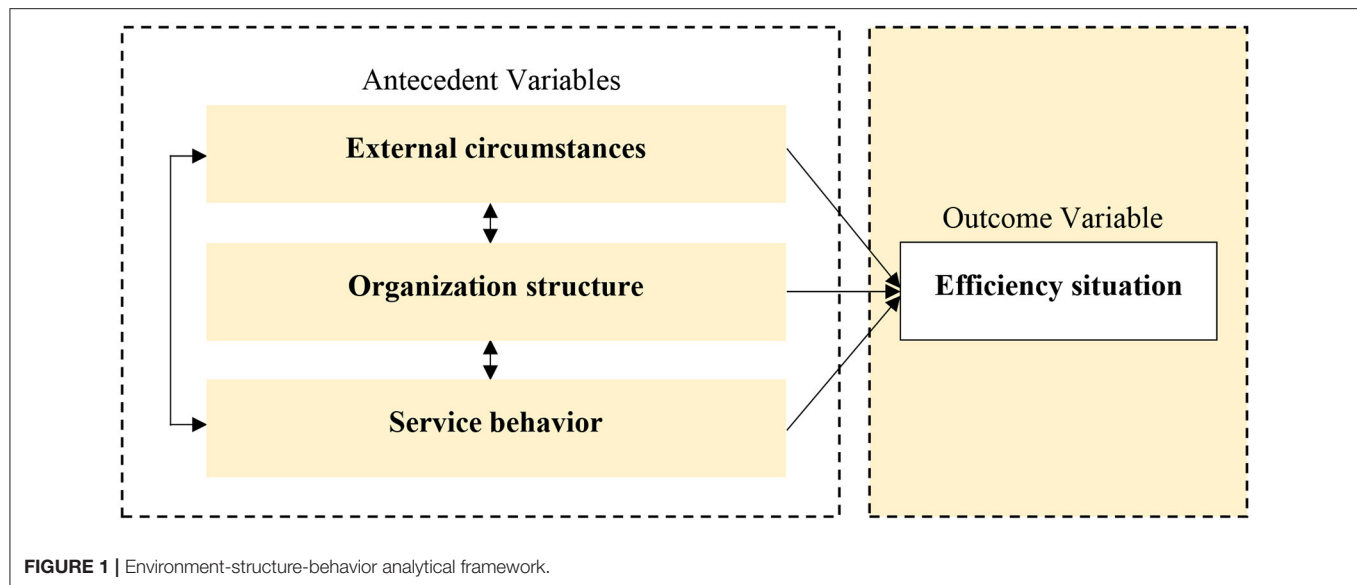 Antecedent Variables
External circumstances
Organization structure
Service behavior
Outcome Variable
Efficiency situation
FIGURE 1 | Environment-structure-behavior analytical framework.